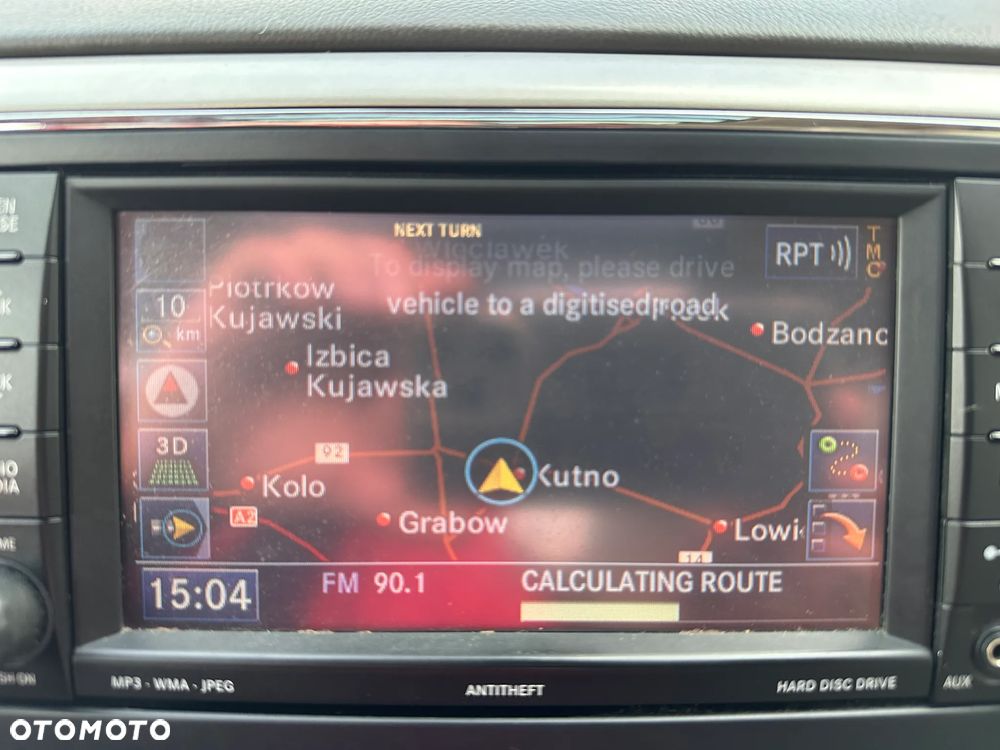 NEXT TURN
RPT
TMC
Wloclawek
To display map, please drive
vehicle to a digitised road.
10
km
Piotrkow
Kujawski
Bodzanc
Izbica
Kujawska
92
3D
Kutno
Kolo
A2
Grabow
Lowi
14
15:04
FM 90.1
CALCULATING ROUTE
MP3 - WMA - JPEG
ANTITHEFT
HARD DISC DRIVE
AUX
OTOMOTO